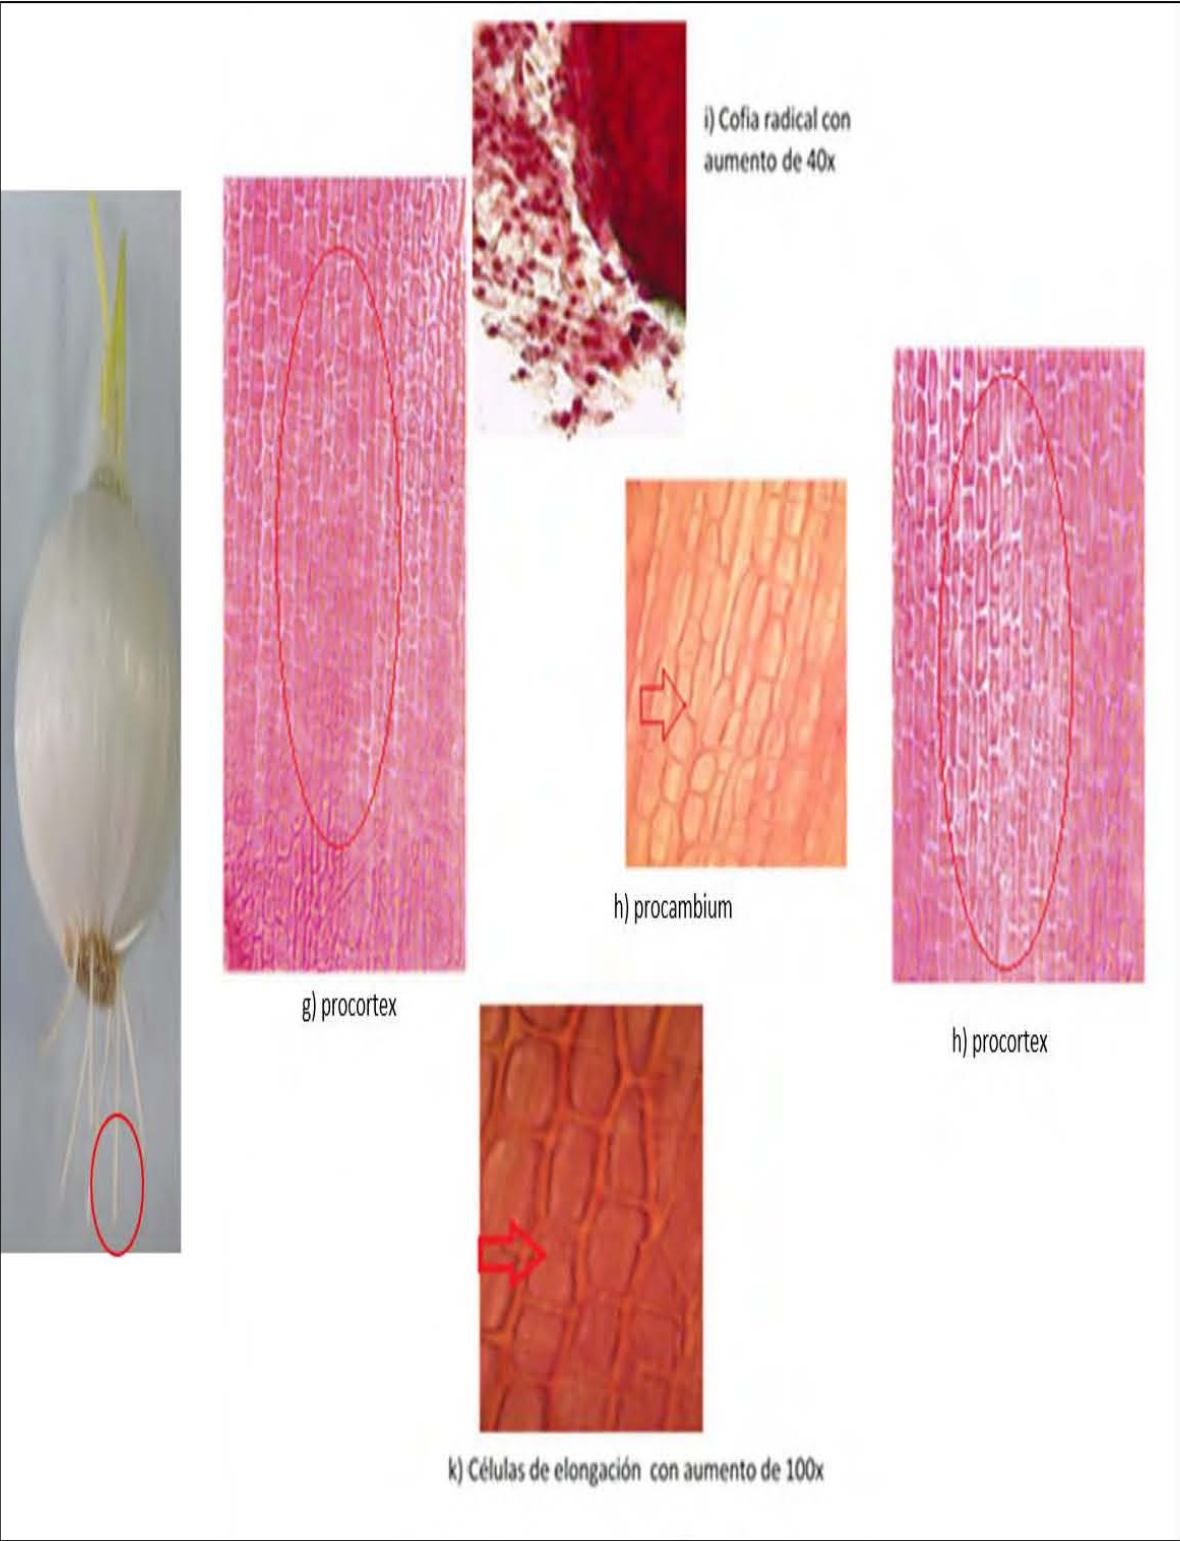 i) Cofia radical con
aumento de 40x
h) procambium
g) procortex
h) procortex
k) Células de elongación con aumento de 100x